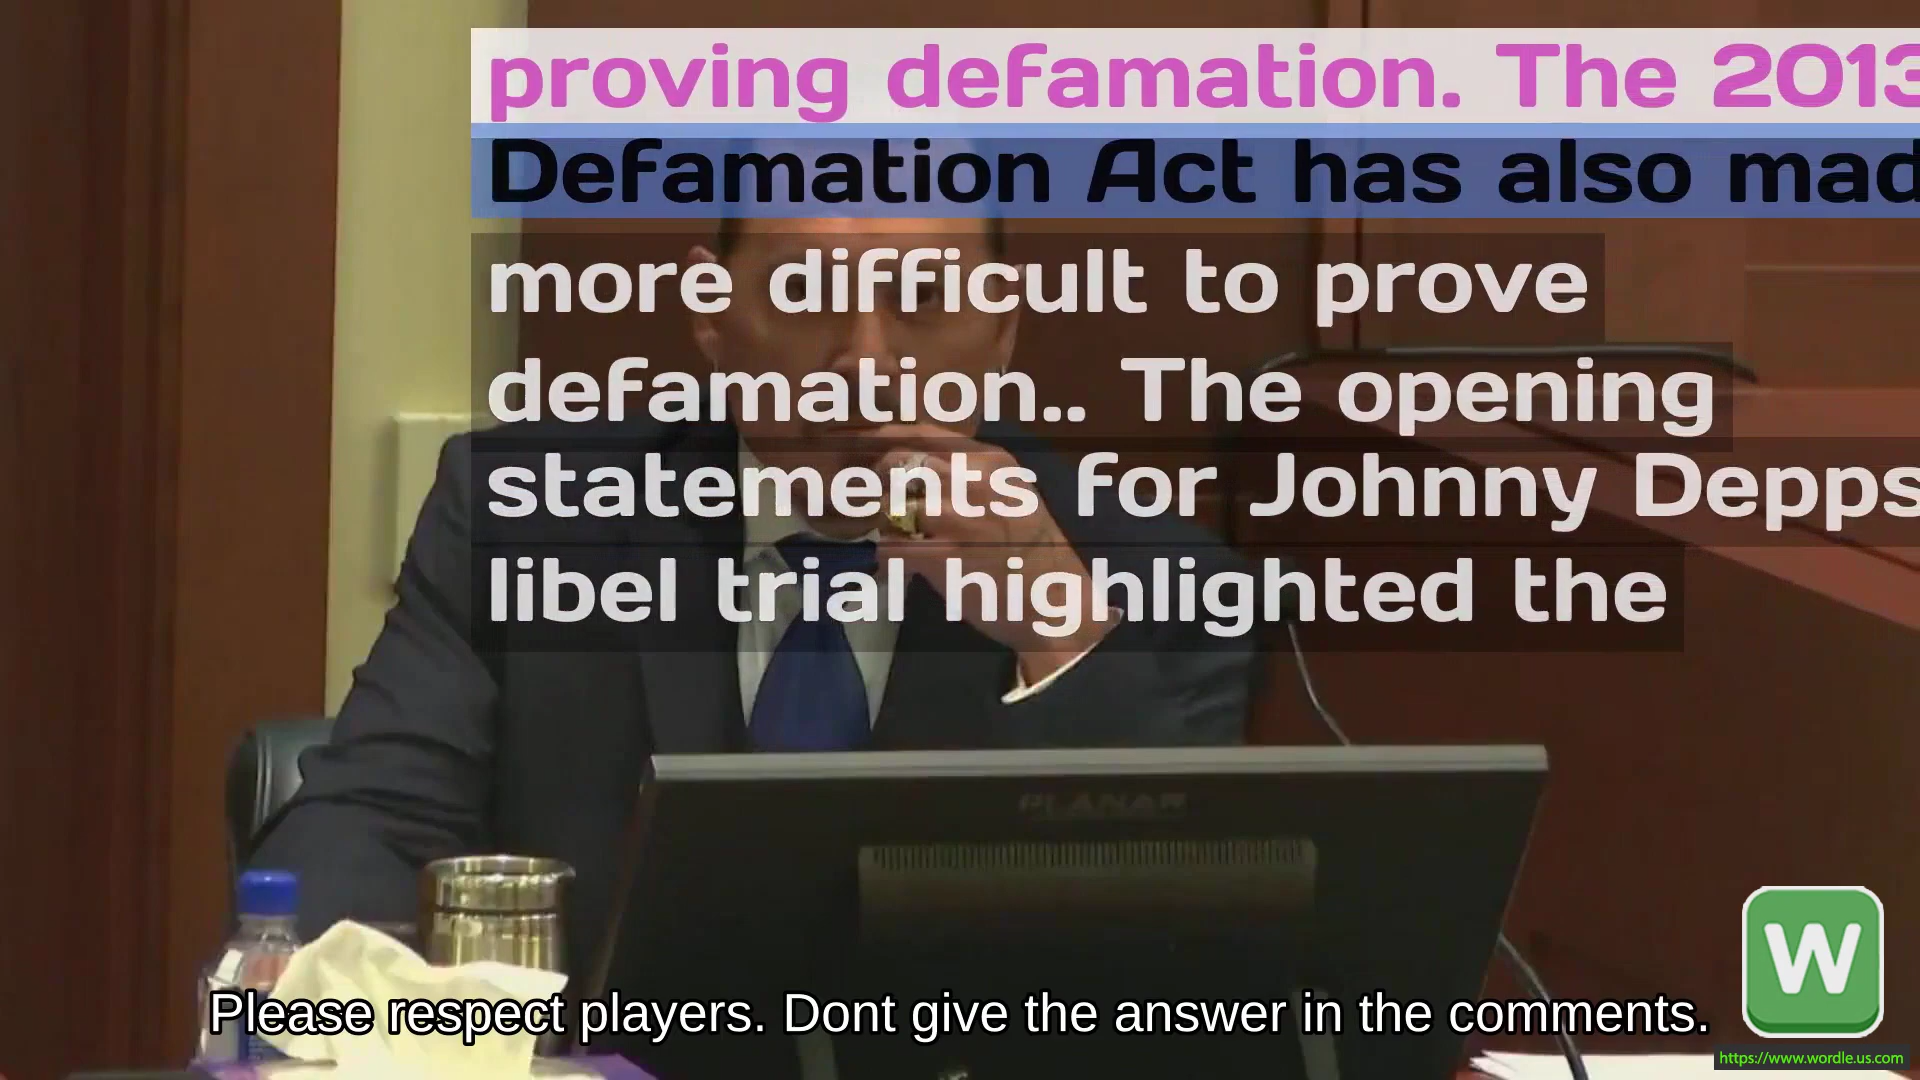 proving defamation. The 2013
Defamation Act has also mad
more difficult to prove
defamation.. The opening
statements for Johnny Depps
libel trial highlighted the
PLANAR
W
Please respect players. Dont give the answer in the comments.
https://www.wordle.us.com